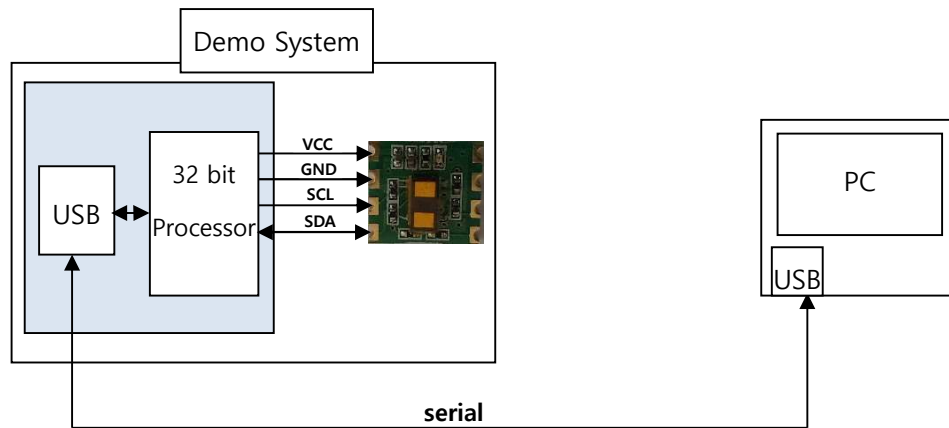 Demo System
USB
32 bit
Processor
VCC
GND
SCL
SDA
PC
USB
serial